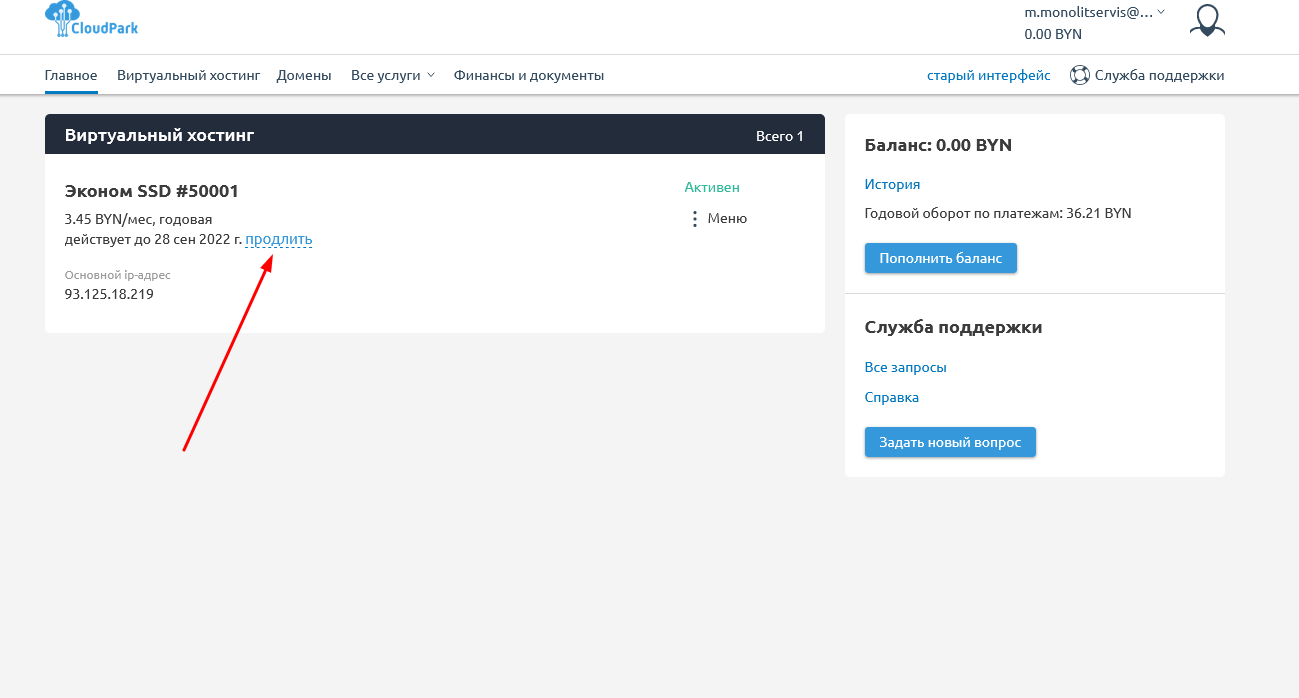 CloudPark
m.monolitservis@...
0.00 BYN
Главное Виртуальный хостинг Домены Все услуги Финансы и документы старый интерфейс Служба поддержки
Виртуальный хостинг Всего 1
Эконом SSD #50001
Активен
3.45 BYN/мес, годовая
Меню
действует до 28 сен 2022 г. продлить
Основной ip-адрес
93.125.18.219
Баланс: 0.00 BYN
История
Годовой оборот по платежам: 36.21 BYN
Пополнить баланс
Служба поддержки
Все запросы
Справка
Задать новый вопрос